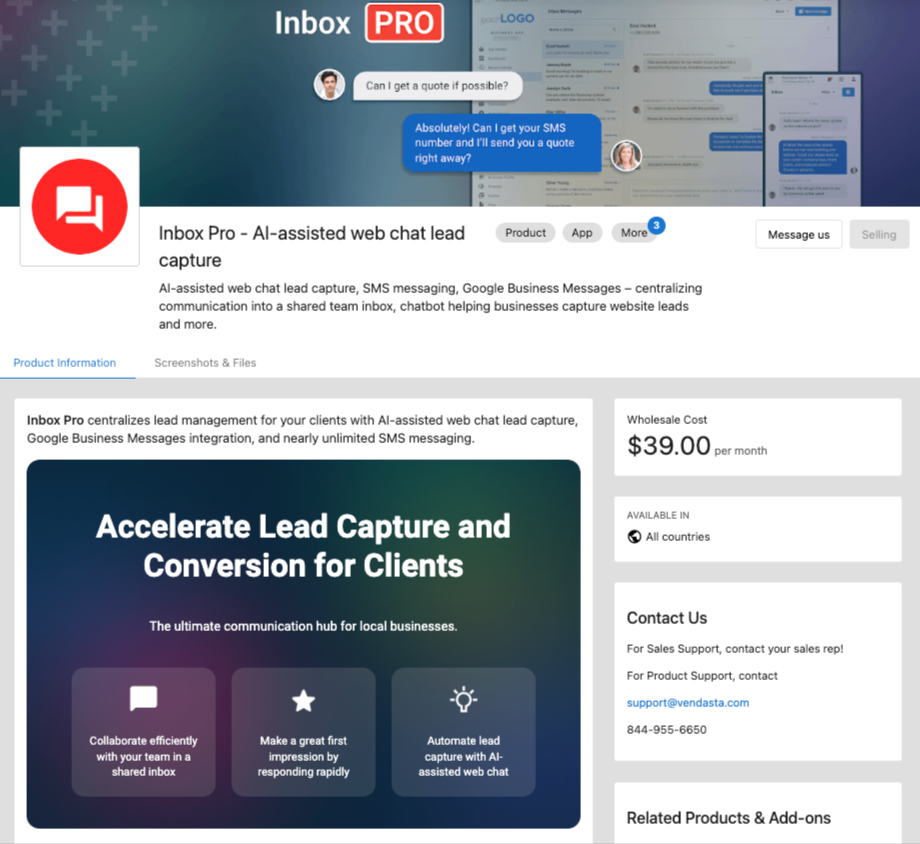 Inbox PRO
yourLOGO
Inbox Messages
Can I get a quote if possible?
Absolutely! Can I get your SMS
number and I'll send you a quote
right away?
Inbox Pro - AI-assisted web chat lead
capture
Product
App
More
3
Message us
Selling
AI-assisted web chat lead capture, SMS messaging, Google Business Messages – centralizing
communication into a shared team inbox, chatbot helping businesses capture website leads
and more.
Product Information
Screenshots & Files
Inbox Pro centralizes lead management for your clients with AI-assisted web chat lead capture,
Google Business Messages integration, and nearly unlimited SMS messaging.
Accelerate Lead Capture and
Conversion for Clients
The ultimate communication hub for local businesses.
Collaborate efficiently
with your team in a
shared inbox
Make a great first
impression by
responding rapidly
Automate lead
capture with AI-
assisted web chat
Wholesale Cost
$39.00 per month
AVAILABLE IN
All countries
Contact Us
For Sales Support, contact your sales rep!
For Product Support, contact
support@vendasta.com
844-955-6650
Related Products & Add-ons